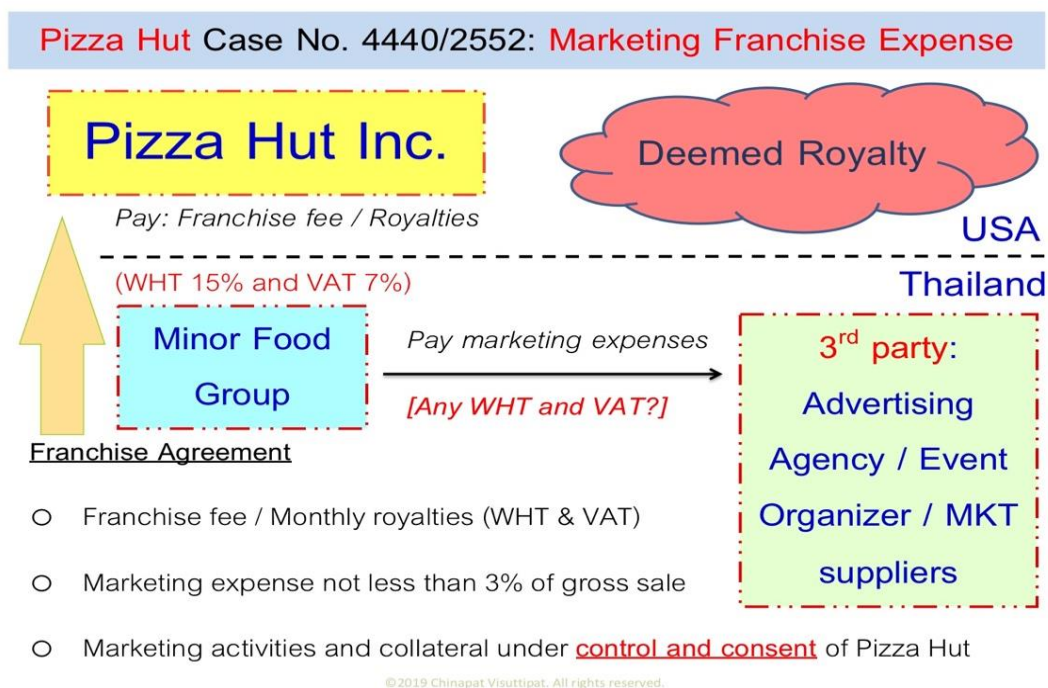 Pizza Hut Case No. 4440/2552: Marketing Franchise Expense
Pizza Hut Inc.
Deemed Royalty
Pay: Franchise fee / Royalties
USA
(WHT 15% and VAT 7%)
Thailand
Minor Food
Group
Pay marketing expenses
[Any WHT and VAT?]
3rd party:
Advertising
Agency / Event
Organizer / MKT
suppliers
Franchise Agreement
Franchise fee / Monthly royalties (WHT & VAT)
Marketing expense not less than 3% of gross sale
Marketing activities and collateral under control and consent of Pizza Hut
©2019 Chinapat Visuttipat. All rights reserved.